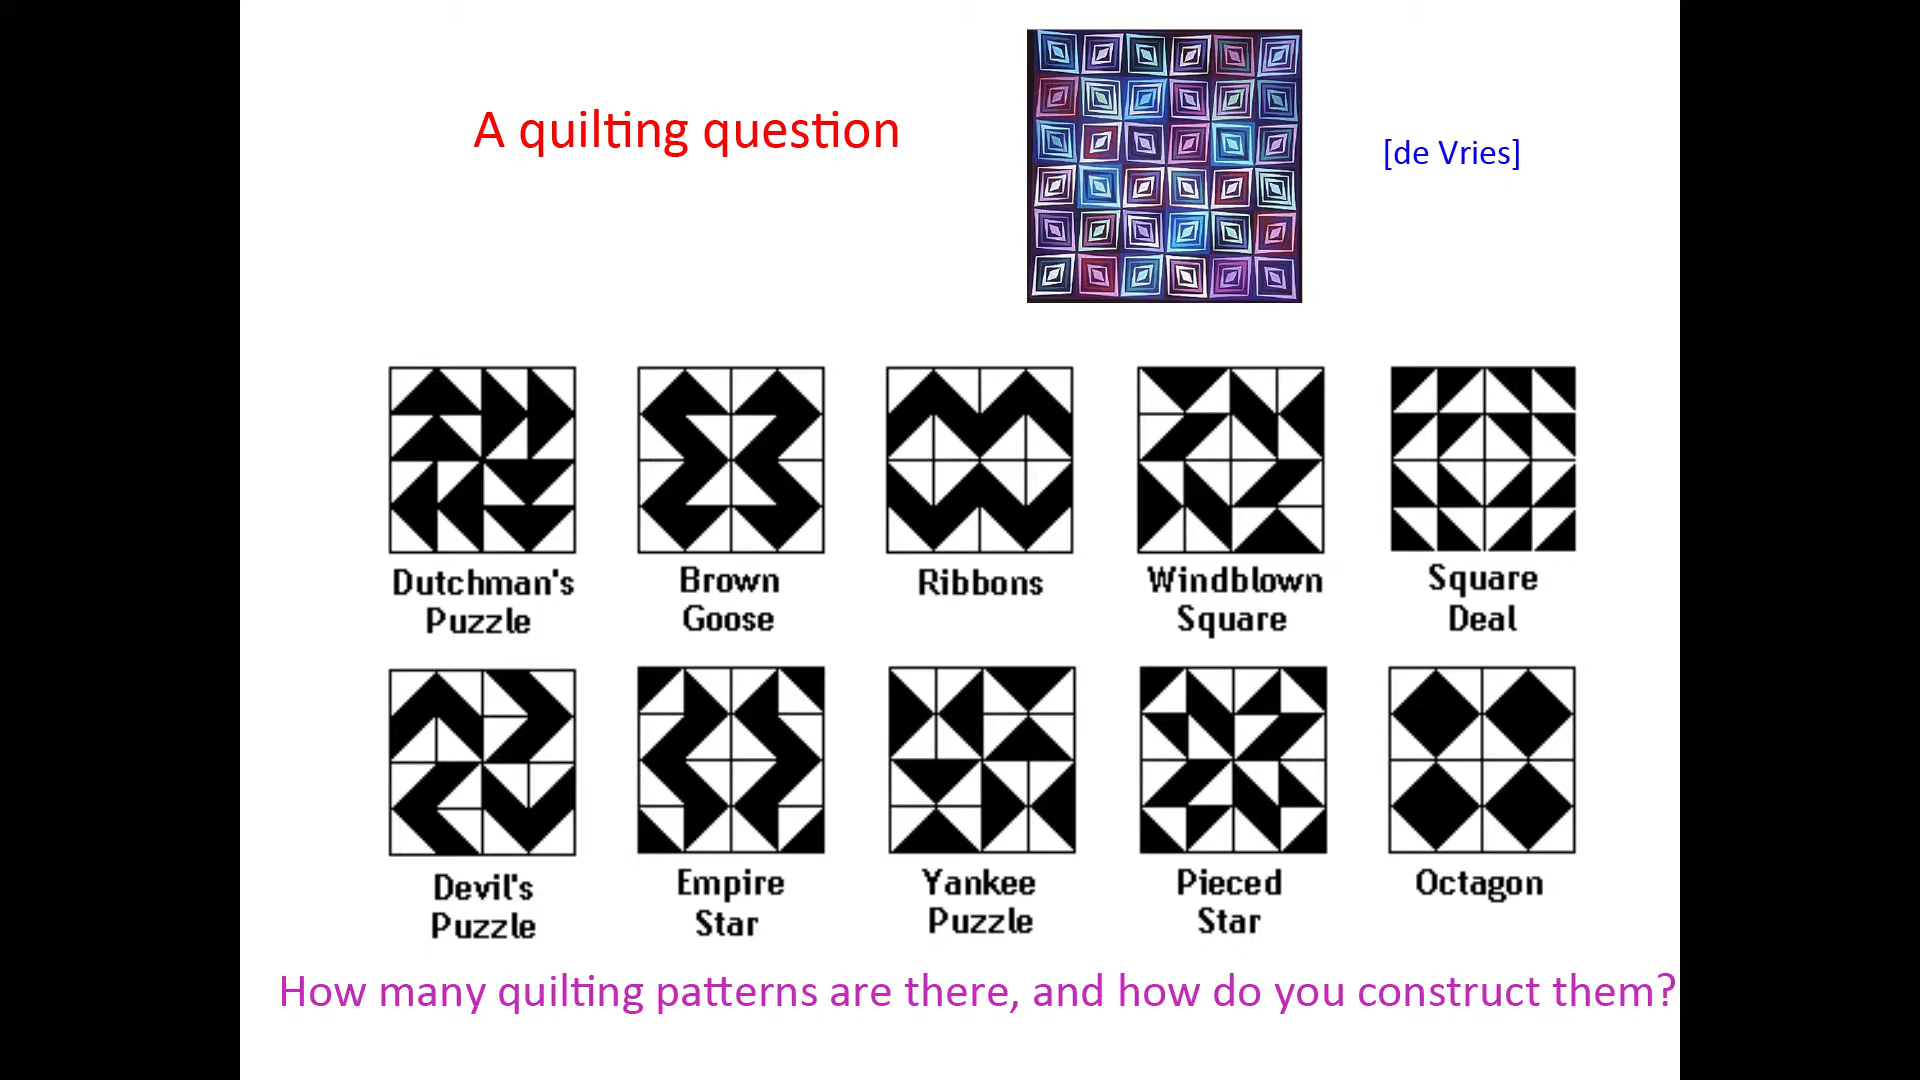 A quilting question
[de Vries]
Dutchman's
Puzzle
Brown
Goose
Ribbons
Windblown
Square
Square
Deal
Devil's
Puzzle
Empire
Star
Yankee
Puzzle
Pieced
Star
Octagon
How many quilting patterns are there, and how do you construct them?